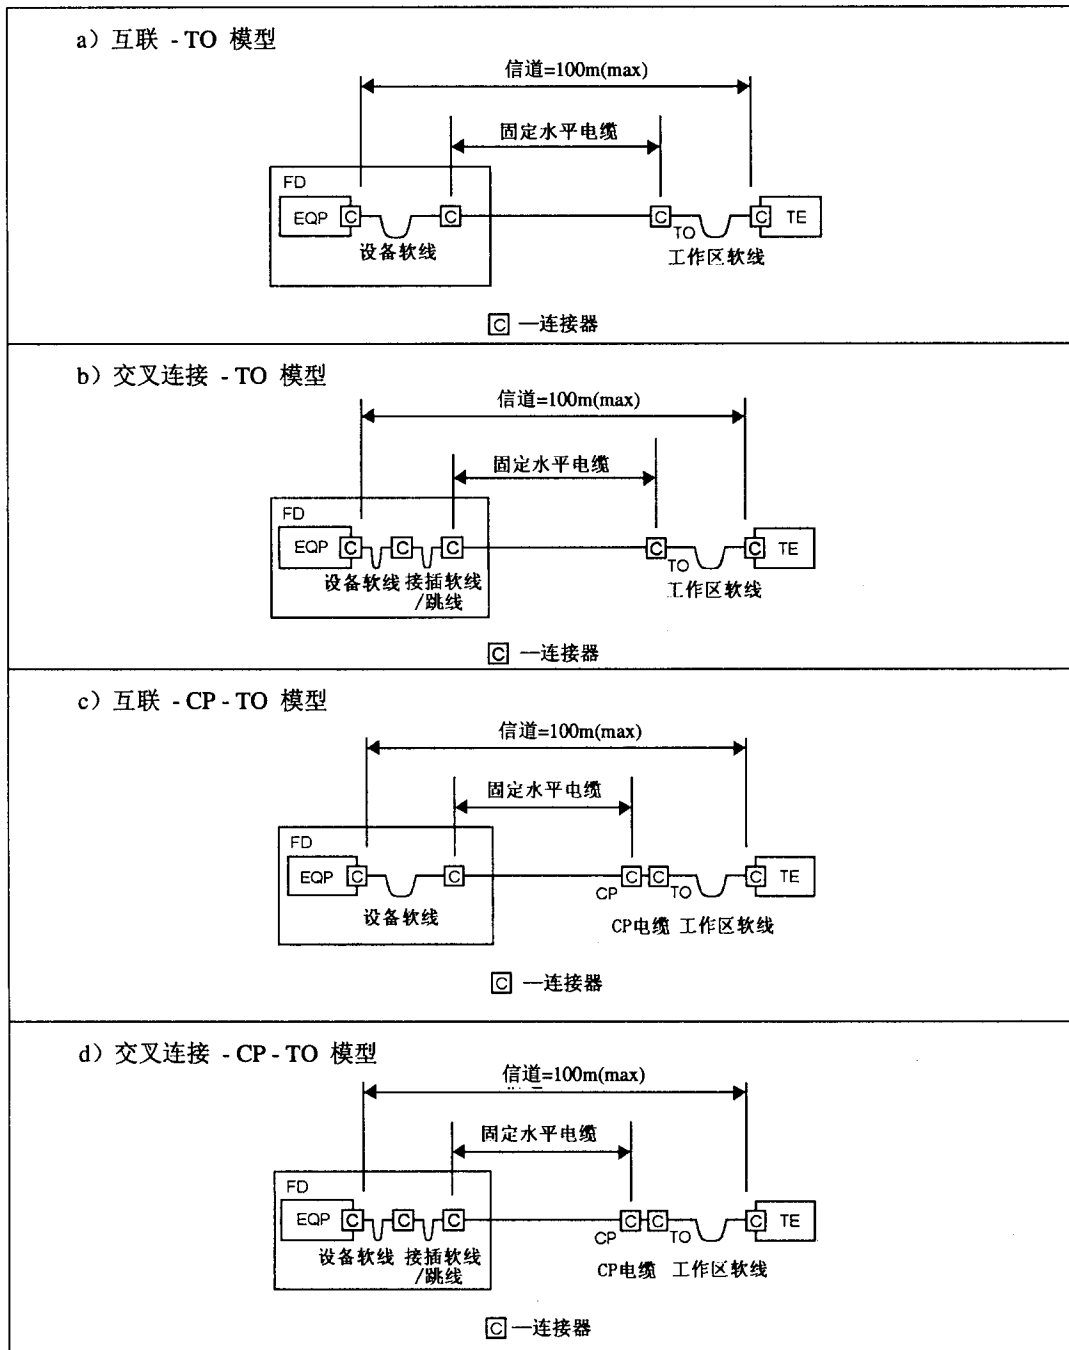 a）互联 - TO 模型
信道=100m(max)
固定水平电缆
FD
EQP
C
C
C
TO
C
TE
设备软线
工作区软线
C —连接器
b）交叉连接 - TO 模型
信道=100m(max)
固定水平电缆
FD
EQP
C
C
C
C
TO
C
TE
设备软线
接插软线
/跳线
工作区软线
C —连接器
c）互联 - CP - TO 模型
信道=100m(max)
固定水平电缆
FD
EQP
C
C
CP
C
C
TO
C
TE
设备软线
CP电缆
工作区软线
C —连接器
d）交叉连接 - CP - TO 模型
信道=100m(max)
固定水平电缆
FD
EQP
C
C
C
CP
C
C
TO
C
TE
设备软线
接插软线
/跳线
CP电缆
工作区软线
C —连接器